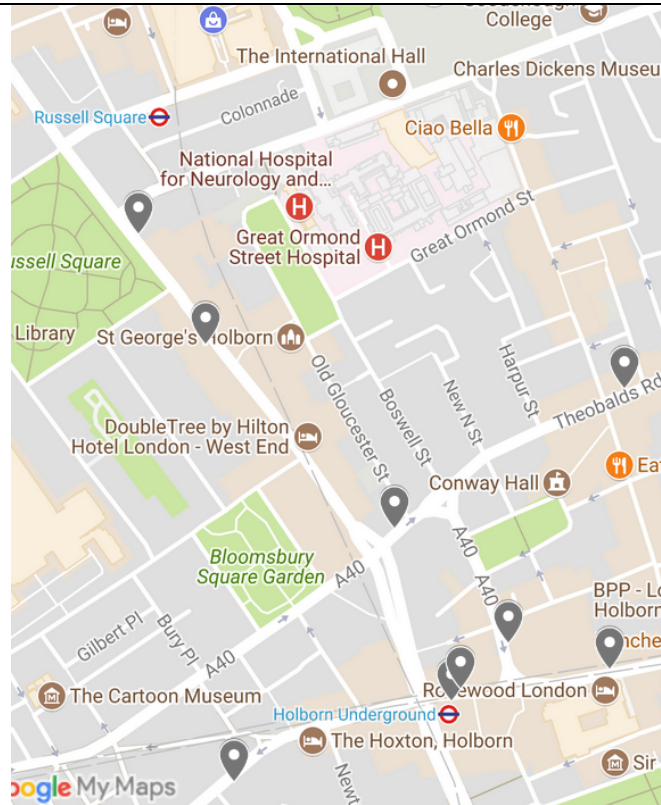 College
The International Hall
Charles Dickens Museu
Russell Square
Colonnade
Ciao Bella
National Hospital
for Neurology and...
Great Ormond
Street Hospital
Great Ormond St
ussell Square
Library
St George's Holborn
Old Gloucester St
Boswell St
New N St
Harpur St
Theobalds Rd
DoubleTree by Hilton
Hotel London - West End
Conway Hall
Eat
Bloomsbury
Square Garden
A40
A40
Gilbert Pl
Bury Pl
A40
BPP - Lo
Holborn
nche
The Cartoon Museum
Rosewood London
Holborn Underground
The Hoxton, Holborn
Newt
Sir
oogle My Maps